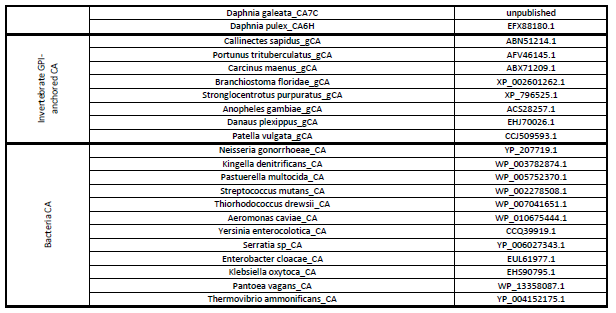 Daphnia galeata_CA7C unpublished
Daphnia pulex_CA6H EFX88180.1
Invertebrate GPI-
anchored CA
Callinectes sapidus_gCA ABN51214.1
Portunus trituberculatus_gCA AFV46145.1
Carcinus maenus_gCA ABX71209.1
Branchiostoma floridae_gCA XP_002601262.1
Stronglocentrotus purpuratus_gCA XP_796525.1
Anopheles gambiae_gCA ACS28257.1
Danaus plexippus_gCA EHJ70026.1
Patella vulgata_gCA CCJ509593.1
Bacteria CA
Neisseria gonorrhoeae_CA YP_207719.1
Kingella denitrificans_CA WP_003782874.1
Pastuerella multocida_CA WP_005752370.1
Streptococcus mutans_CA WP_002278508.1
Thiorhodococcus drewsii_CA WP_007041651.1
Aeromonas caviae_CA WP_010675444.1
Yersinia enterocolotica_CA CCQ39919.1
Serratia sp_CA YP_006027343.1
Enterobacter cloacae_CA EUL61977.1
Klebsiella oxytoca_CA EHS90795.1
Pantoea vagans_CA WP_13358087.1
Thermovibrio ammonificans_CA YP_004152175.1